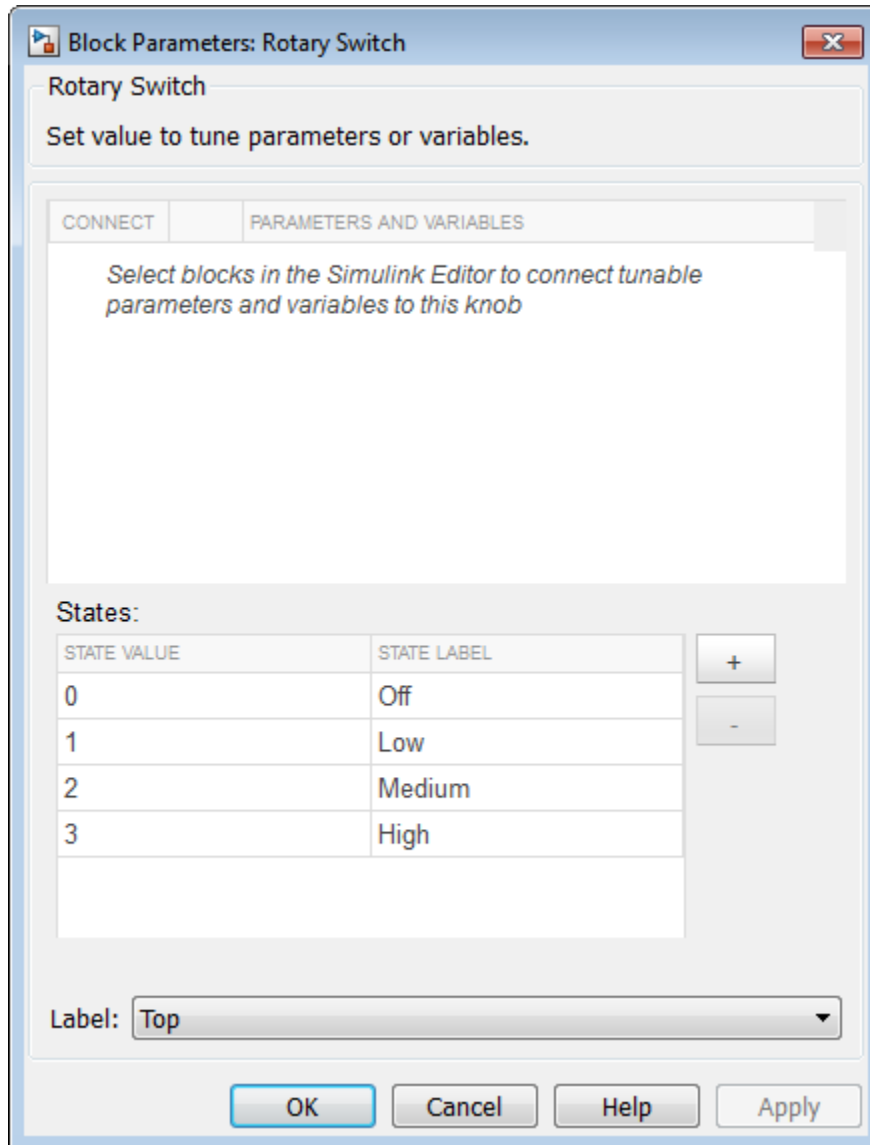 Block Parameters: Rotary Switch
Rotary Switch
Set value to tune parameters or variables.
CONNECT PARAMETERS AND VARIABLES
Select blocks in the Simulink Editor to connect tunable
parameters and variables to this knob
States:
STATE VALUE STATE LABEL +
0 Off
-
1 Low
2 Medium
3 High
Label: Top
OK Cancel Help Apply